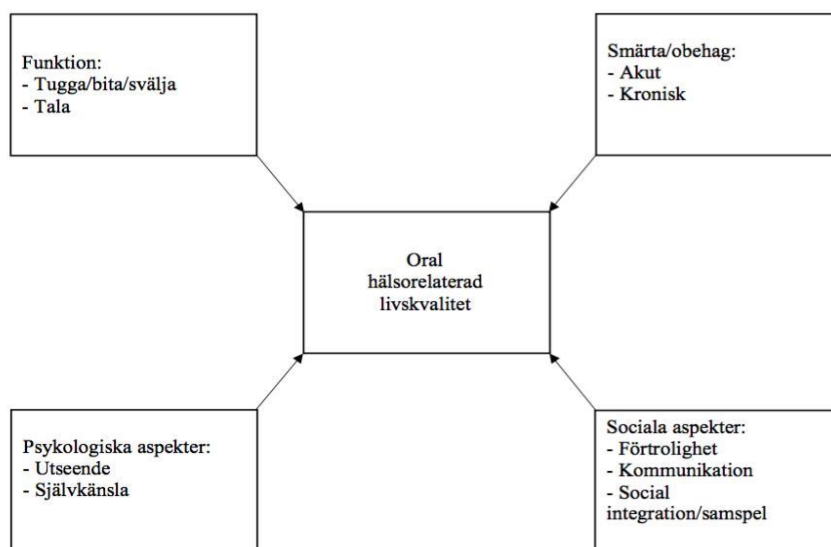 Funktion:
- Tugga/bita/svälja
- Tala
Smärta/obehag:
- Akut
- Kronisk
Oral
hälsorelaterad
livskvalitet
Psykologiska aspekter:
- Utseende
- Självkänsla
Sociala aspekter:
- Förtrolighet
- Kommunikation
- Social
integration/samspel